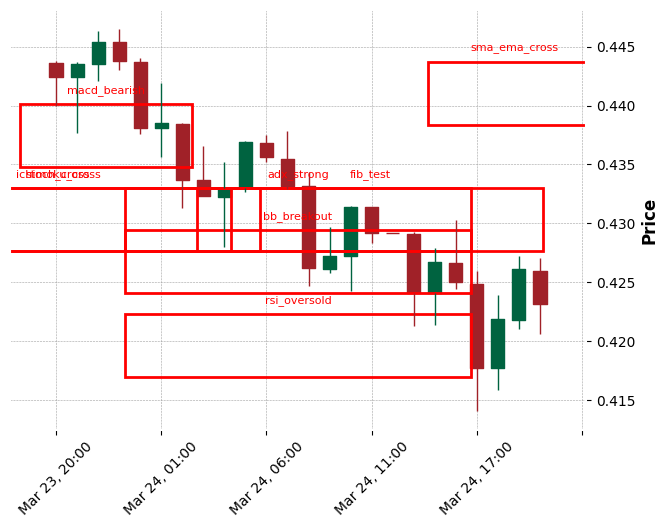 sma_ema_cross
0.445
macd_bearish
0.440
0.435
stoch_cross
adx_strong
fib_test
0.430
Price
bb_breakout
0.425
rsi_oversold
0.420
0.415
Mar 23, 20:00
Mar 24, 01:00
Mar 24, 06:00
Mar 24, 11:00
Mar 24, 17:00